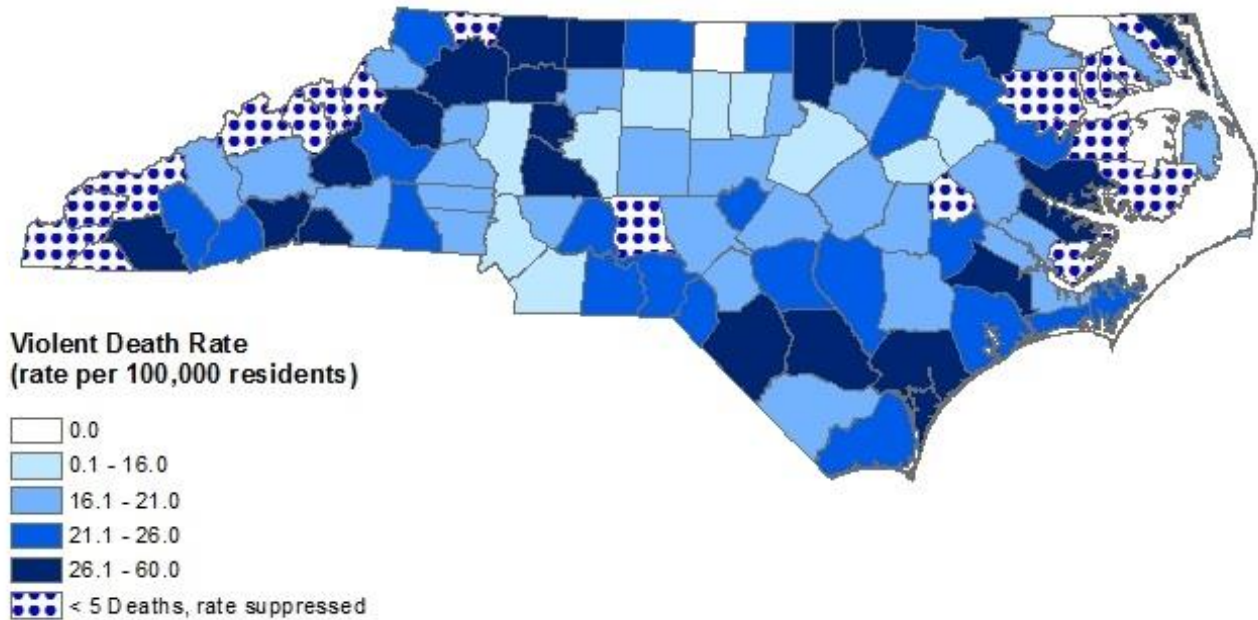 Violent Death Rate
(rate per 100,000 residents)
0.0
0.1 - 16.0
16.1 - 21.0
21.1 - 26.0
26.1 - 60.0
< 5 Deaths, rate suppressed